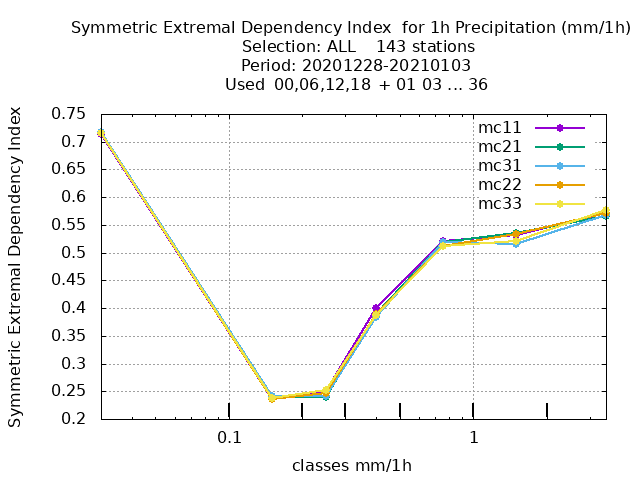 Symmetric Extremal Dependency Index  for 1h Precipitation (mm/1h)
Selection: ALL    143 stations
Period: 20201228-20210103
Used  00,06,12,18  + 01 03 ... 36
Symmetric Extremal Dependency Index
0.75
0.7
0.65
0.6
0.55
0.5
0.45
0.4
0.35
0.3
0.25
0.2
mc11
mc21
mc31
mc22
mc33
0.1 1
classes mm/1h